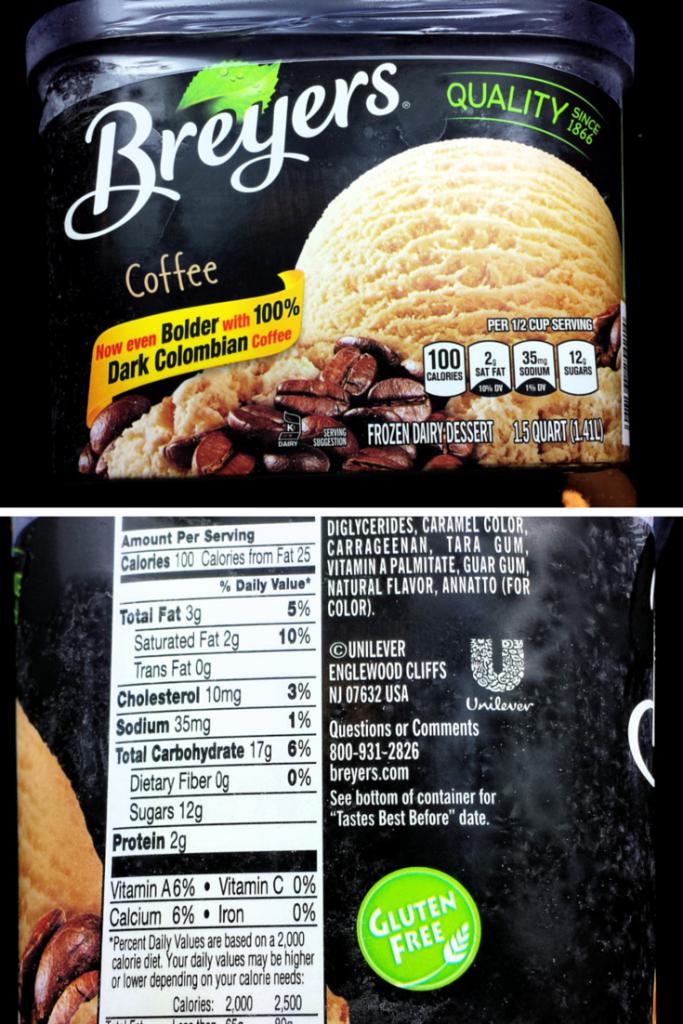 Breyers®
QUALITY SINCE 1866
Coffee
Now even Bolder with 100%
Dark Colombian Coffee
PER 1/2 CUP SERVING
100 CALORIES
2g SAT FAT 10% DV
35mg SODIUM 1% DV
12g SUGARS
K DAIRY
SERVING SUGGESTION
FROZEN DAIRY DESSERT 1.5 QUART (1.41L)
Amount Per Serving
Calories 100 Calories from Fat 25
% Daily Value*
Total Fat 3g 5%
Saturated Fat 2g 10%
Trans Fat 0g
Cholesterol 10mg 3%
Sodium 35mg 1%
Total Carbohydrate 17g 6%
Dietary Fiber 0g 0%
Sugars 12g
Protein 2g
Vitamin A 6% • Vitamin C 0%
Calcium 6% • Iron 0%
*Percent Daily Values are based on a 2,000
calorie diet. Your daily values may be higher
or lower depending on your calorie needs:
Calories: 2,000 2,500
DIGLYCERIDES, CARAMEL COLOR,
CARRAGEENAN, TARA GUM,
VITAMIN A PALMITATE, GUAR GUM,
NATURAL FLAVOR, ANNATTO (FOR
COLOR).
©UNILEVER
ENGLEWOOD CLIFFS
NJ 07632 USA
Unilever
Questions or Comments
800-931-2826
breyers.com
See bottom of container for
"Tastes Best Before" date.
GLUTEN
FREE